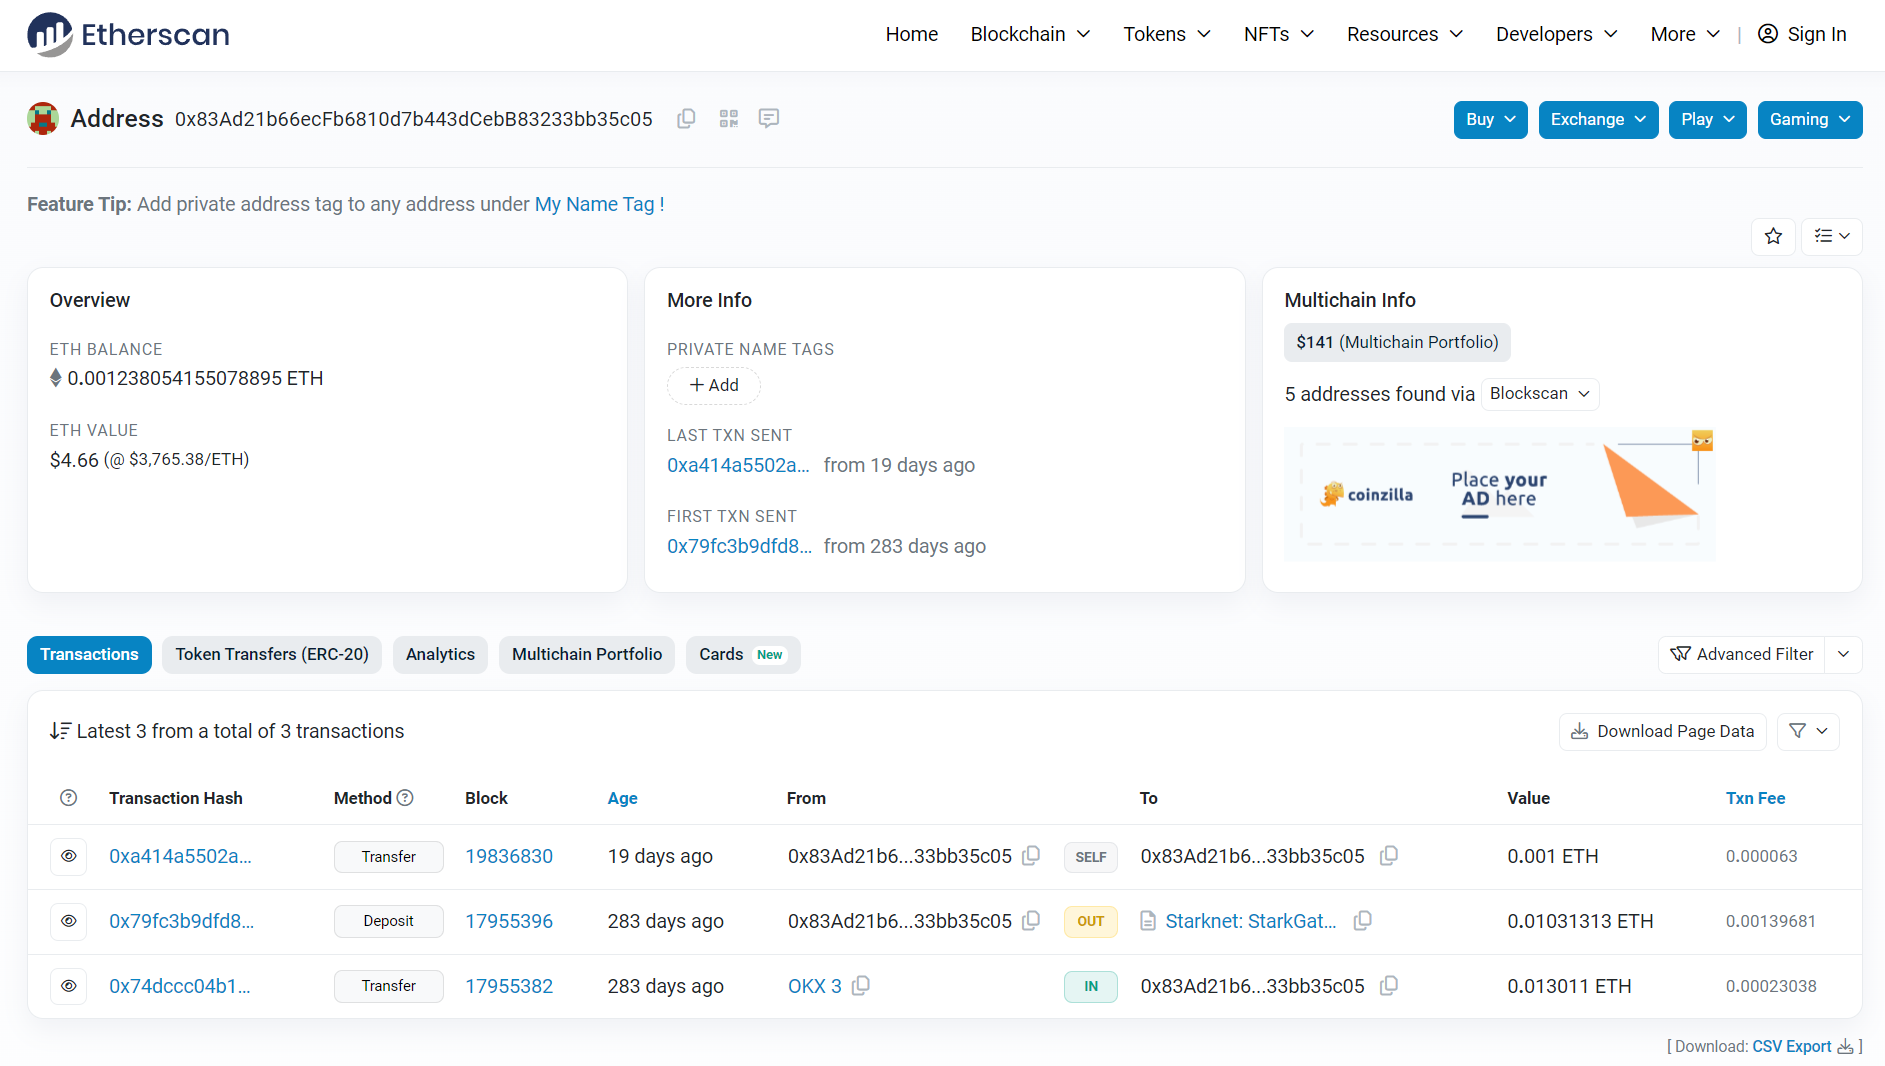 Etherscan
Home Blockchain Tokens NFTs Resources Developers More | Sign In
Address 0x83Ad21b66ecFb6810d7b443dCebB83233bb35c05
Buy Exchange Play Gaming
Feature Tip: Add private address tag to any address under My Name Tag !
Overview
ETH BALANCE
0.001238054155078895 ETH
ETH VALUE
$4.66 (@ $3,765.38/ETH)
More Info
PRIVATE NAME TAGS
+ Add
LAST TXN SENT
0xa414a5502a... from 19 days ago
FIRST TXN SENT
0x79fc3b9dfd8... from 283 days ago
Multichain Info
$141 (Multichain Portfolio)
5 addresses found via Blockscan
coinzilla
Place your
AD here
Transactions Token Transfers (ERC-20) Analytics Multichain Portfolio Cards New
Advanced Filter
Latest 3 from a total of 3 transactions
Download Page Data
Transaction Hash Method Block Age From To Value Txn Fee
0xa414a5502a... Transfer 19836830 19 days ago 0x83Ad21b6...33bb35c05 SELF 0x83Ad21b6...33bb35c05 0.001 ETH 0.000063
0x79fc3b9dfd8... Deposit 17955396 283 days ago 0x83Ad21b6...33bb35c05 OUT Starknet: StarkGat... 0.01031313 ETH 0.00139681
0x74dccc04b1... Transfer 17955382 283 days ago OKX 3 IN 0x83Ad21b6...33bb35c05 0.013011 ETH 0.00023038
[ Download: CSV Export ]